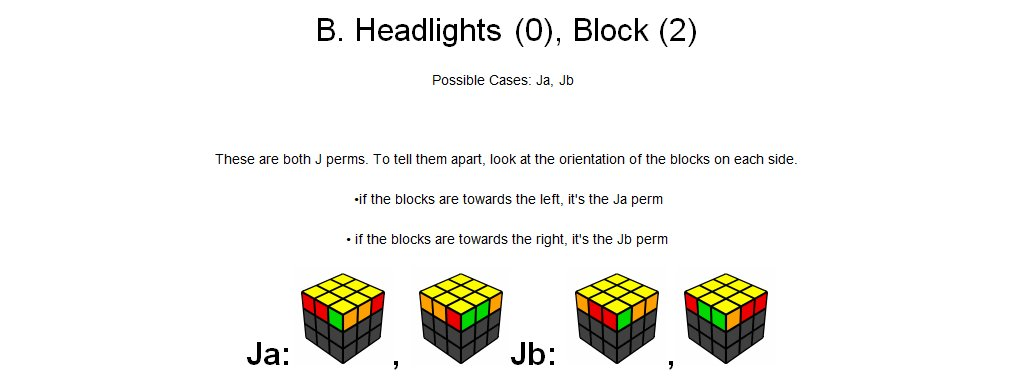 B. Headlights (0), Block (2)
Possible Cases: Ja, Jb
These are both J perms. To tell them apart, look at the orientation of the blocks on each side.
•if the blocks are towards the left, it's the Ja perm
• if the blocks are towards the right, it's the Jb perm
Ja: , Jb: ,